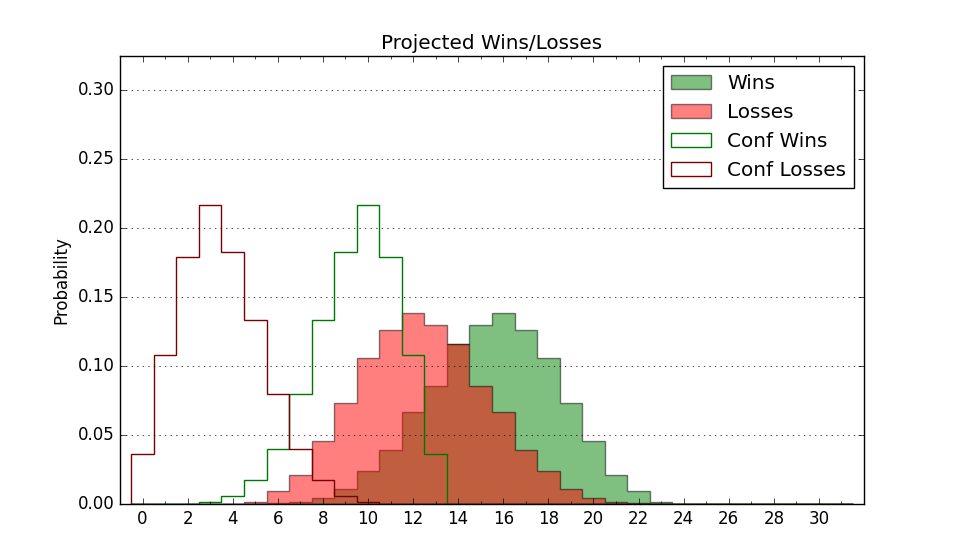 Projected Wins/Losses
Wins
Losses
Conf Wins
Conf Losses
Probability
0.30
0.25
0.20
0.15
0.10
0.05
0.00
0 2 4 6 8 10 12 14 16 18 20 22 24 26 28 30